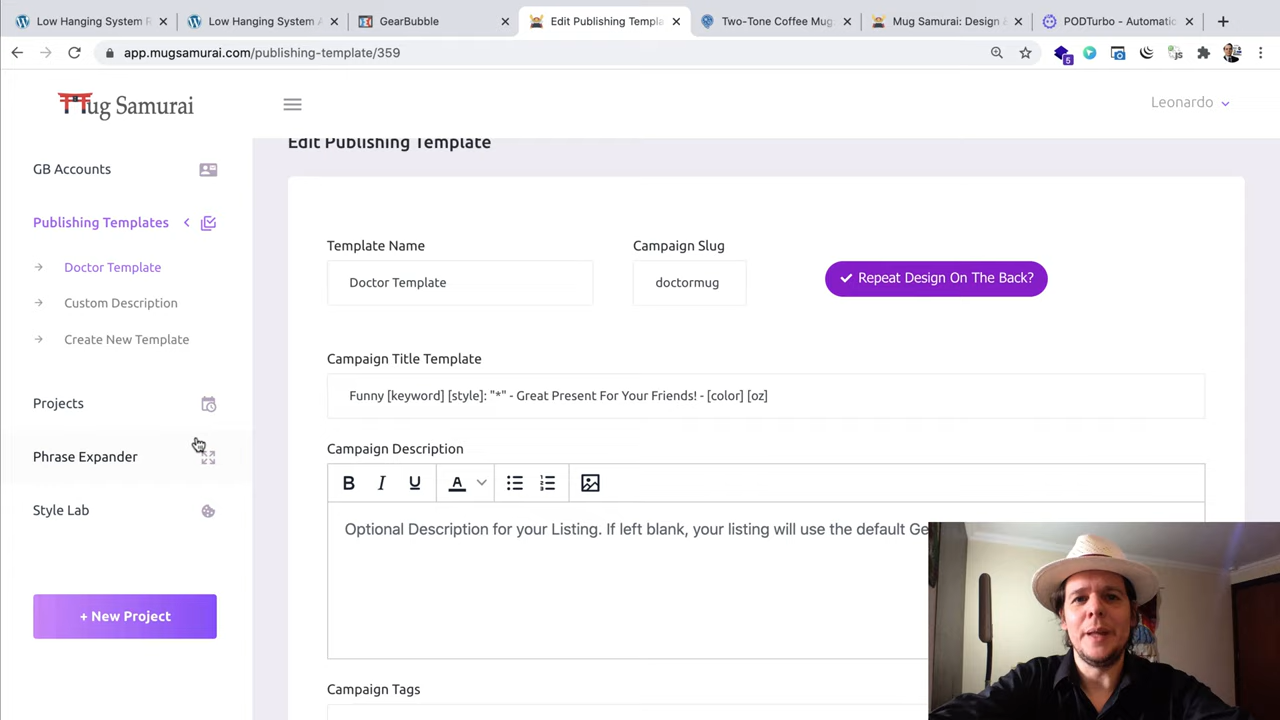 Low Hanging System R
Low Hanging System A
GearBubble
Edit Publishing Templa
Two-Tone Coffee Mug
Mug Samurai: Design &
PODTurbo - Automatic
app.mugsamurai.com/publishing-template/359
5
JS
Mug Samurai
Leonardo
Edit Publishing Template
GB Accounts
Publishing Templates
Doctor Template
Custom Description
Create New Template
Projects
Phrase Expander
Style Lab
+ New Project
Template Name
Campaign Slug
Doctor Template
doctormug
Repeat Design On The Back?
Campaign Title Template
Funny [keyword] [style]: "*" - Great Present For Your Friends! - [color] [oz]
Campaign Description
B I U A
Optional Description for your Listing. If left blank, your listing will use the default Ge
Campaign Tags